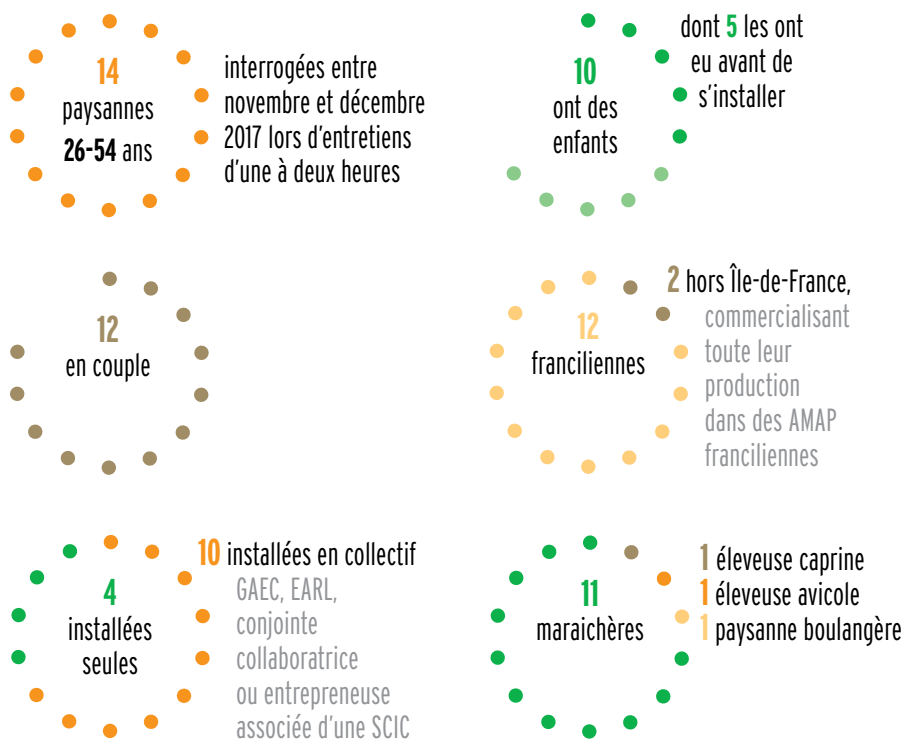 14
paysannes
26-54 ans
interrogées entre
novembre et décembre
2017 lors d'entretiens
d'une à deux heures
10
ont des
enfants
dont 5 les ont
eu avant de
s'installer
12
en couple
12
franciliennes
2 hors Île-de-France,
commercialisant
toute leur
production
dans des AMAP
franciliennes
4
installées
seules
10 installées en collectif
GAEC, EARL,
conjointe
collaboratrice
ou entrepreneuse
associée d'une SCIC
11
maraichères
1 éleveuse caprine
1 éleveuse avicole
1 paysanne boulangère